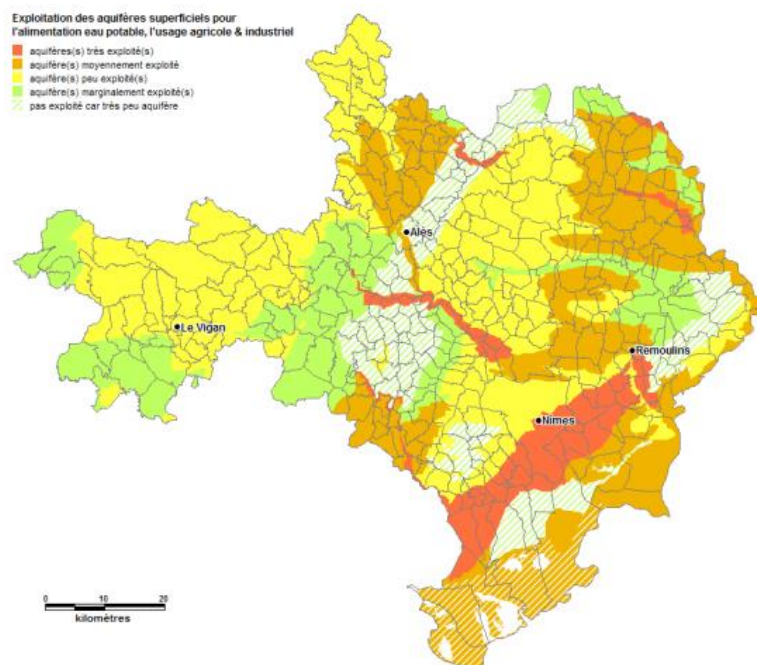 Exploitation des aquifères superficiels pour
l'alimentation eau potable, l'usage agricole & industriel
aquifères(s) très exploité(s)
aquifère(s) moyennement exploité
aquifère(s) peu exploité(s)
aquifère(s) marginalement exploité(s)
pas exploité car très peu aquifère
Alès
Le Vigan
Remoulins
Nîmes
0 10 20
kilomètres